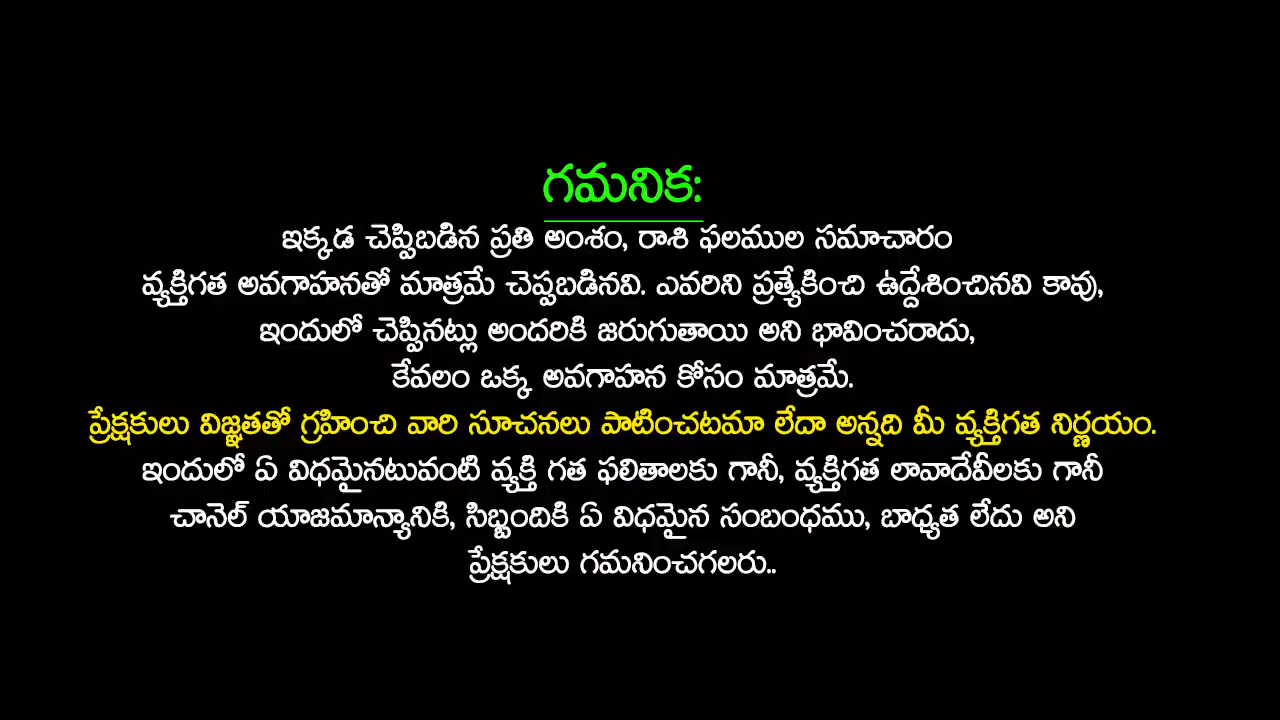 గమనిక:
ఇక్కడ చెప్పిబడిన ప్రతి అంశం, రాశి ఫలముల సమాచారం
వ్యక్తిగత అవగాహనతో మాత్రమే చెప్పబడినవి. ఎవరిని ప్రత్యేకించి ఉద్దేశించినవి కావు,
ఇందులో చెప్పినట్లు అందరికి జరుగుతాయి అని భావించరాదు,
కేవలం ఒక్క అవగాహన కోసం మాత్రమే.
ప్రేక్షకులు విజ్ఞతతో గ్రహించి వారి సూచనలు పాటించటమా లేదా అన్నది మీ వ్యక్తిగత నిర్ణయం.
ఇందులో ఏ విధమైనటువంటి వ్యక్తి గత ఫలితాలకు గానీ, వ్యక్తిగత లావాదేవీలకు గానీ
చానెల్ యాజమాన్యానికి, సిబ్బందికి ఏ విధమైన సంబంధము, బాధ్యత లేదు అని
ప్రేక్షకులు గమనించగలరు..